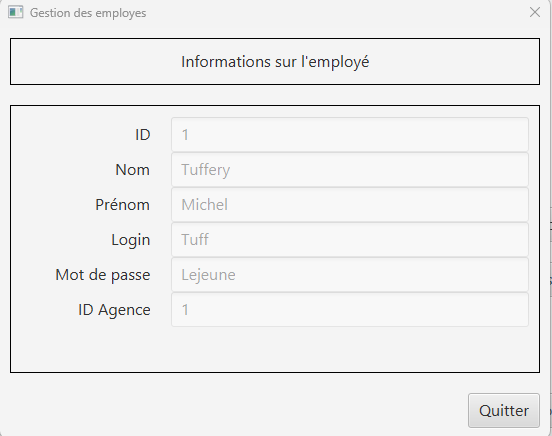 Gestion des employes
Informations sur l'employé
ID 1
Nom Tuffery
Prénom Michel
Login Tuff
Mot de passe Lejeune
ID Agence 1
Quitter